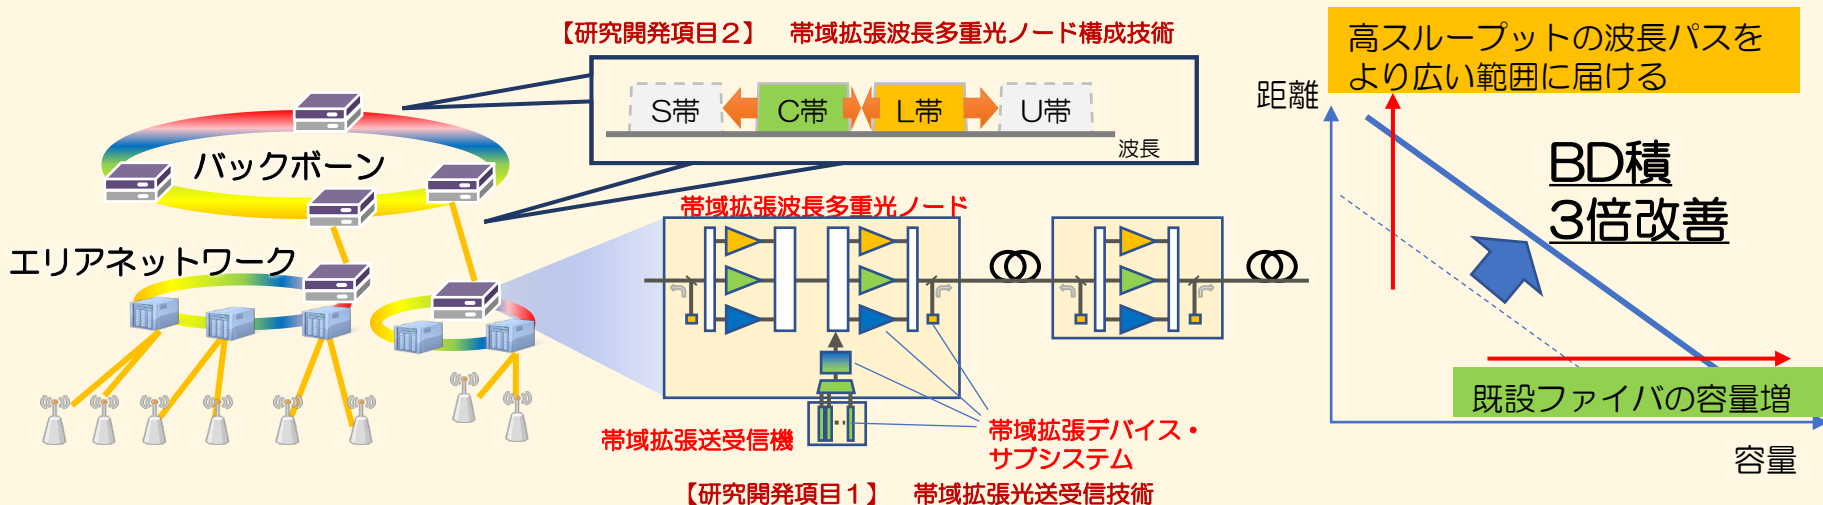 【研究開発項目２】　帯域拡張波長多重光ノード構成技術
S帯
C帯
L帯
U帯
波長
バックボーン
エリアネットワーク
帯域拡張波長多重光ノード
帯域拡張送受信機
帯域拡張デバイス・
サブシステム
【研究開発項目１】　帯域拡張光送受信技術
高スループットの波長パスを
より広い範囲に届ける
距離
BD積
3倍改善
既設ファイバの容量増
容量